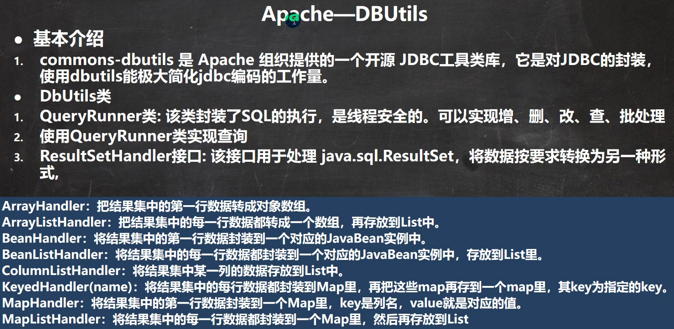 Apache—DBUtils
● 基本介绍
1. commons-dbutils 是 Apache 组织提供的一个开源 JDBC工具类库，它是对JDBC的封装，
使用dbutils能极大简化jdbc编码的工作量。
● DbUtils类
1. QueryRunner类: 该类封装了SQL的执行，是线程安全的。可以实现增、删、改、查、批处理
2. 使用QueryRunner类实现查询
3. ResultSetHandler接口: 该接口用于处理 java.sql.ResultSet，将数据按要求转换为另一种形
式,
ArrayHandler：把结果集中的第一行数据转成对象数组。
ArrayListHandler：把结果集中的每一行数据都转成一个数组，再存放到List中。
BeanHandler：将结果集中的第一行数据封装到一个对应的JavaBean实例中。
BeanListHandler：将结果集中的每一行数据都封装到一个对应的JavaBean实例中，存放到List里。
ColumnListHandler：将结果集中某一列的数据存放到List中。
KeyedHandler(name)：将结果集中的每行数据都封装到Map里，再把这些map再存到一个map里，其key为指定的key。
MapHandler：将结果集中的第一行数据封装到一个Map里，key是列名，value就是对应的值。
MapListHandler：将结果集中的每一行数据都封装到一个Map里，然后再存放到List